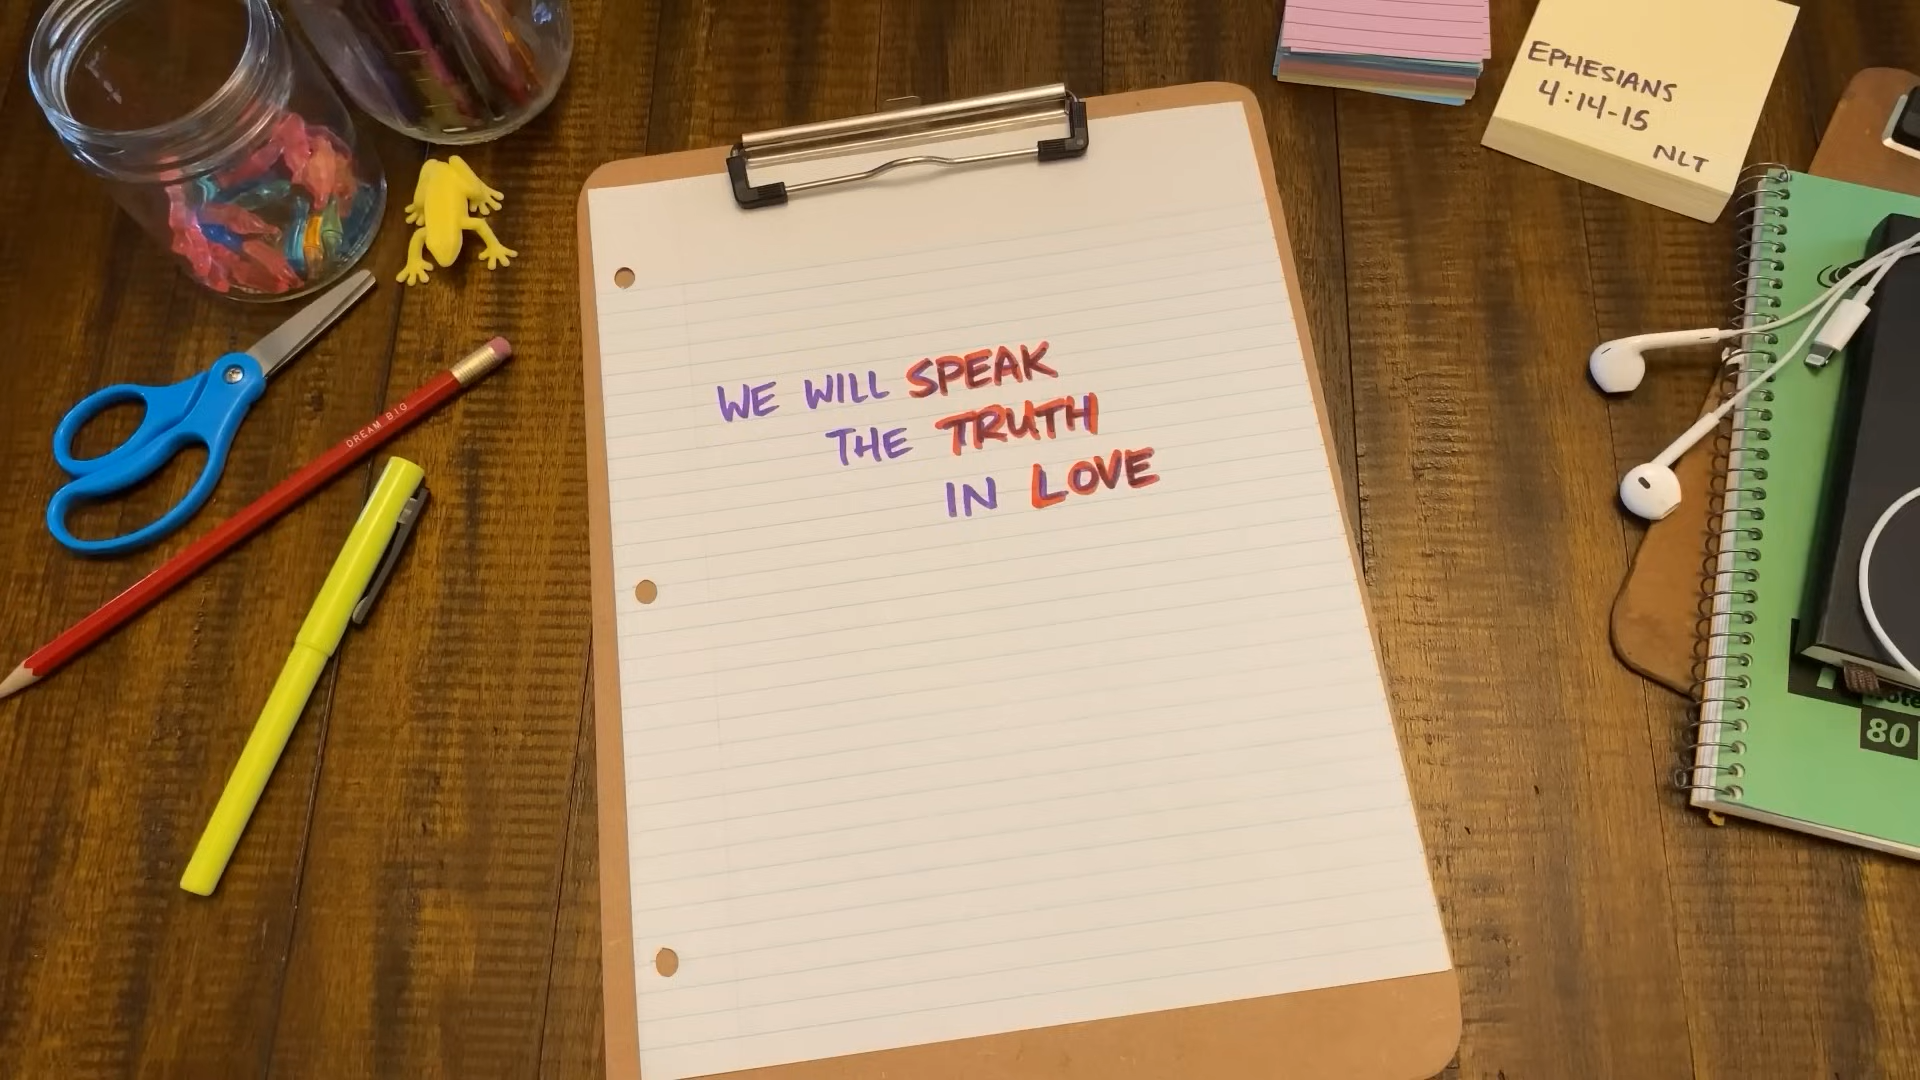 EPHESIANS
4:14-15
NLT
WE WILL SPEAK
THE TRUTH
IN LOVE
DREAM BIG
80